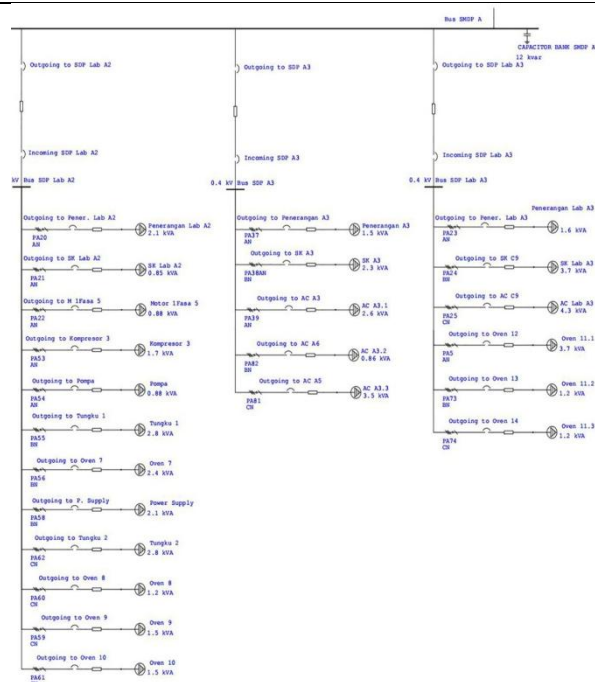 Bus SMDP A
CAPACITOR BANK SMDP A
12 kvar
Outgoing to SDP Lab A2
Outgoing to SDP A3
Outgoing to SDP Lab A3
Incoming SDP Lab A2
Incoming SDP A3
Incoming SDP Lab A3
kV Bus SDP Lab A2
0.4 kV Bus SDP A3
0.4 kV Bus SDP Lab A3
Outgoing to Pener. Lab A2
Penerangan Lab A2
2.1 kVA
PA20
AN
Outgoing to SK Lab A2
SK Lab A2
0.85 kVA
PA21
AN
Outgoing to M 1Fasa 5
Motor 1Fasa 5
0.88 kVA
PA22
AN
Outgoing to Kompresor 3
Kompresor 3
1.7 kVA
PA53
AN
Outgoing to Pompa
Pompa
0.88 kVA
PA54
AN
Outgoing to Tungku 1
Tungku 1
2.8 kVA
PA55
BN
Outgoing to Oven 7
Oven 7
2.4 kVA
PA56
BN
Outgoing to P. Supply
Power Supply
2.1 kVA
PA58
BN
Outgoing to Tungku 2
Tungku 2
2.8 kVA
PA62
CN
Outgoing to Oven 8
Oven 8
1.2 kVA
PA60
CN
Outgoing to Oven 9
Oven 9
1.5 kVA
PA59
CN
Outgoing to Oven 10
Oven 10
1.5 kVA
PA61
Outgoing to Penerangan A3
Penerangan A3
1.5 kVA
PA37
AN
Outgoing to SK A3
SK A3
2.3 kVA
PA38AN
BN
Outgoing to AC A3
AC A3.1
2.6 kVA
PA39
AN
Outgoing to AC A6
AC A3.2
0.86 kVA
PA82
BN
Outgoing to AC A5
AC A3.3
3.5 kVA
PA81
CN
Penerangan Lab A3
Outgoing to Pener. Lab A3
1.6 kVA
PA23
AN
Outgoing to SK C9
SK Lab A3
3.7 kVA
PA24
BN
Outgoing to AC C9
AC Lab A3
4.3 kVA
PA25
CN
Outgoing to Oven 12
Oven 11.1
3.7 kVA
PA5
AN
Outgoing to Oven 13
Oven 11.2
1.2 kVA
PA73
BN
Outgoing to Oven 14
Oven 11.3
1.2 kVA
PA74
CN